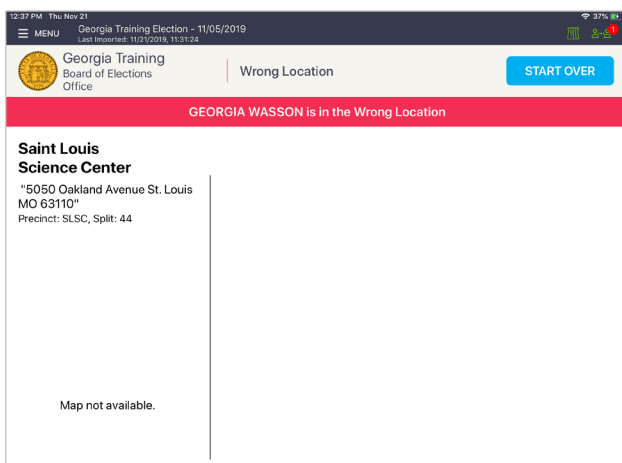 12:37 PM Thu Nov 21
37%
MENU
Georgia Training Election - 11/05/2019
Last Imported: 11/21/2019, 11:31:24
1
Georgia Training
Board of Elections
Office
Wrong Location
START OVER
GEORGIA WASSON is in the Wrong Location
Saint Louis
Science Center
"5050 Oakland Avenue St. Louis
MO 63110"
Precinct: SLSC, Split: 44
Map not available.